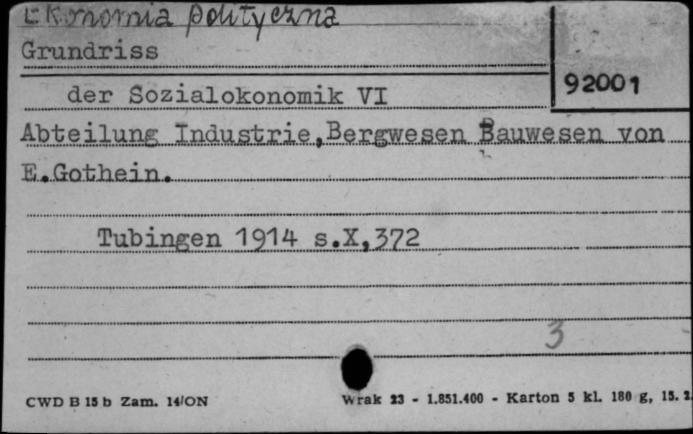 Ekonomia polityczna
Grundriss
92001
der Sozialokonomik VI
Abteilung Industrie,Bergwesen Bauwesen von
E.Gothein.
Tubingen 1914 s.X,372
3
CWD B 15 b Zam. 14/ON Wrak 23 - 1.851.400 - Karton 5 kl. 180 g, 15. 2.